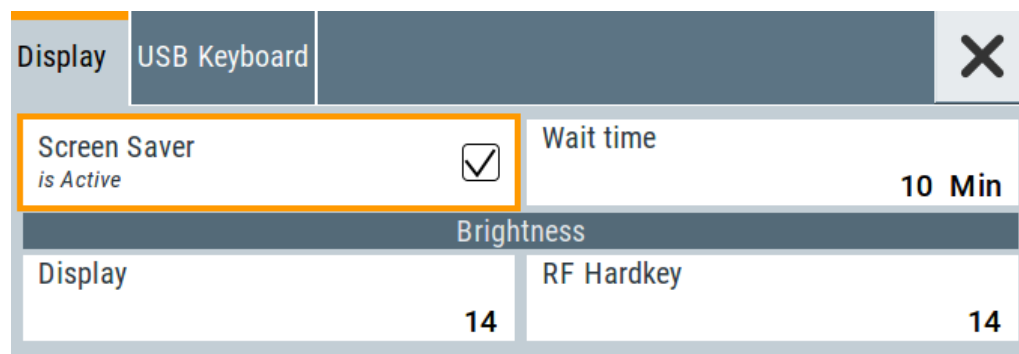 Display USB Keyboard
Screen Saver
is Active
Wait time
10 Min
Brightness
Display
14
RF Hardkey
14